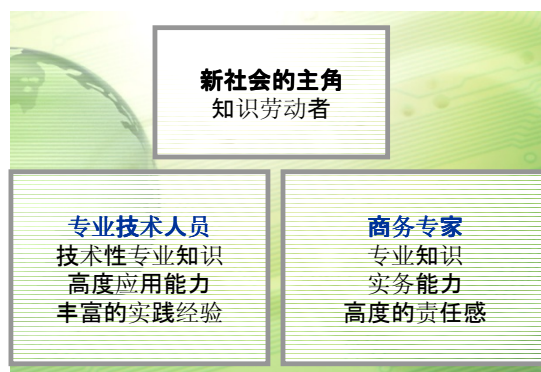 新社会的主角
知识劳动者
专业技术人员
技术性专业知识
高度应用能力
丰富的实践经验
商务专家
专业知识
实务能力
高度的责任感